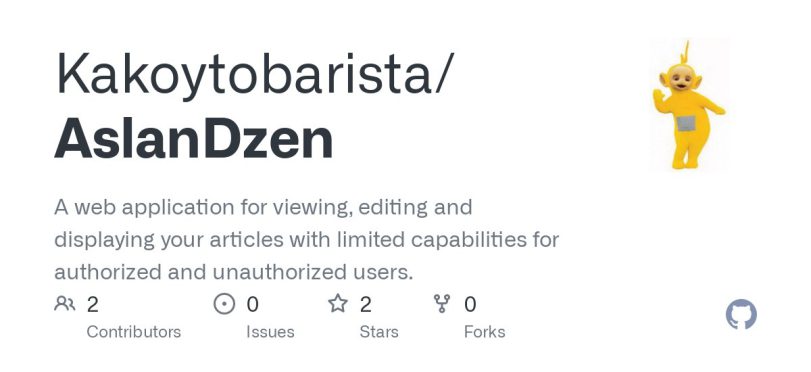 Kakoytobarista/
AslanDzen
A web application for viewing, editing and
displaying your articles with limited capabilities for
authorized and unauthorized users.
2 0 2 0
Contributors Issues Stars Forks